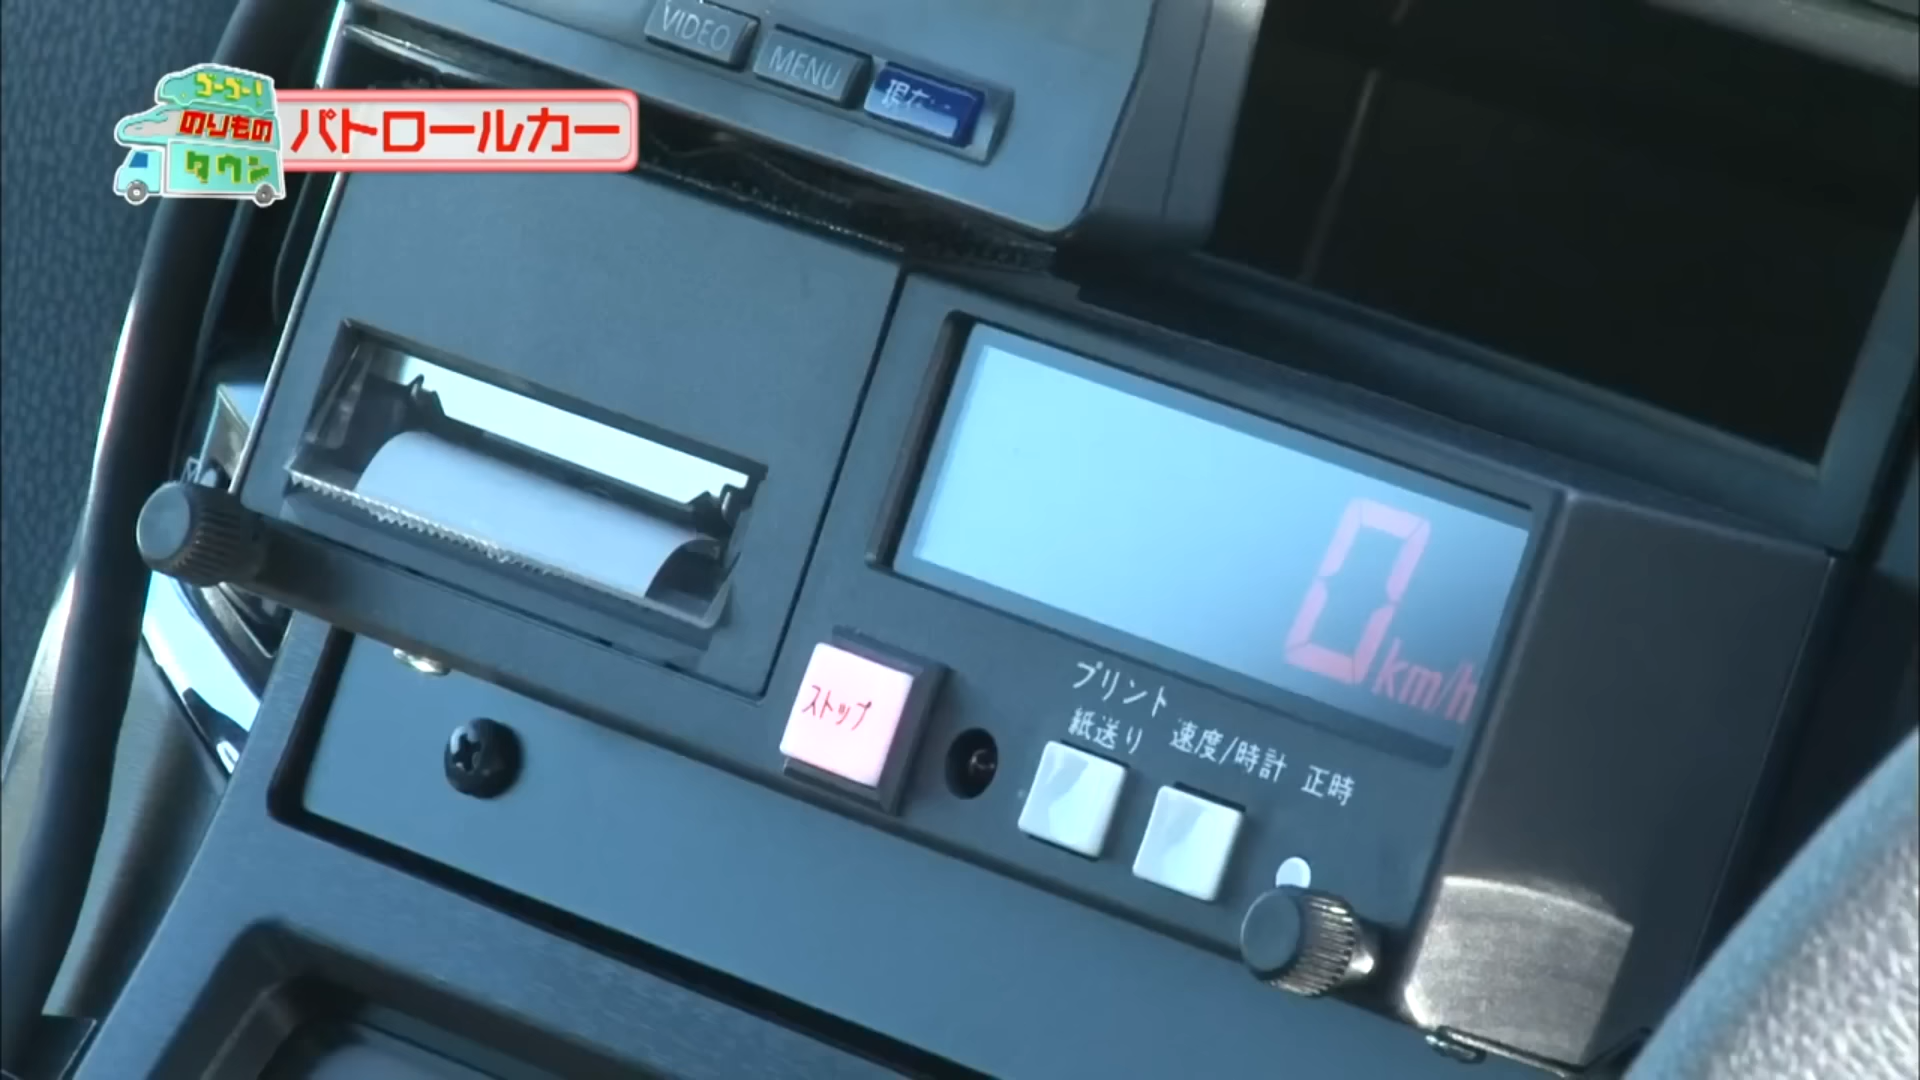 VIDEO
MENU
ゴーゴー!
のりもの
タウン
パトロールカー
0km/h
ストップ
プリント
紙送り
速度/時計
正時